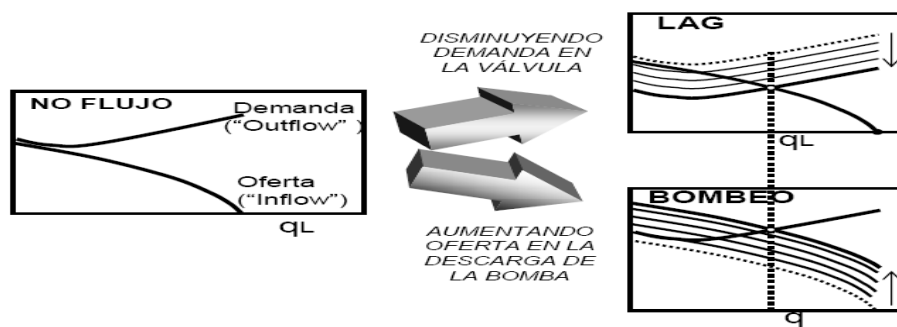 NO FLUJO
Demanda
("Outflow" )
Oferta
("Inflow")
qL
DISMINUYENDO
DEMANDA EN
LA VÁLVULA
AUMENTANDO
OFERTA EN LA
DESCARGA DE
LA BOMBA
LAG
qL
BOMBEO
q